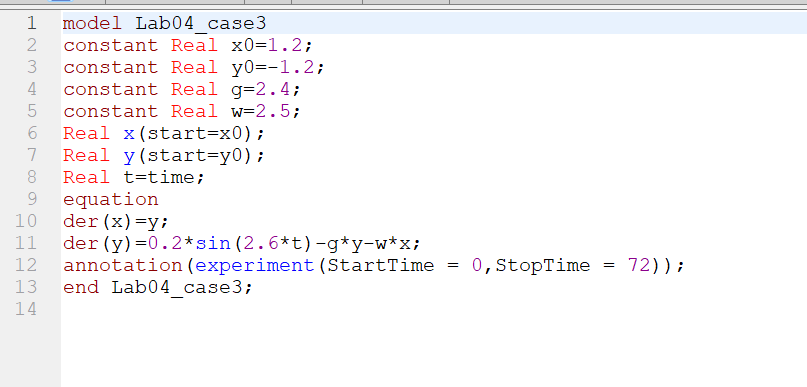 1 model Lab04_case3
2 constant Real x0=1.2;
3 constant Real y0=-1.2;
4 constant Real g=2.4;
5 constant Real w=2.5;
6 Real x(start=x0);
7 Real y(start=y0);
8 Real t=time;
9 equation
10 der(x)=y;
11 der(y)=0.2*sin(2.6*t)-g*y-w*x;
12 annotation(experiment(StartTime = 0,StopTime = 72));
13 end Lab04_case3;
14